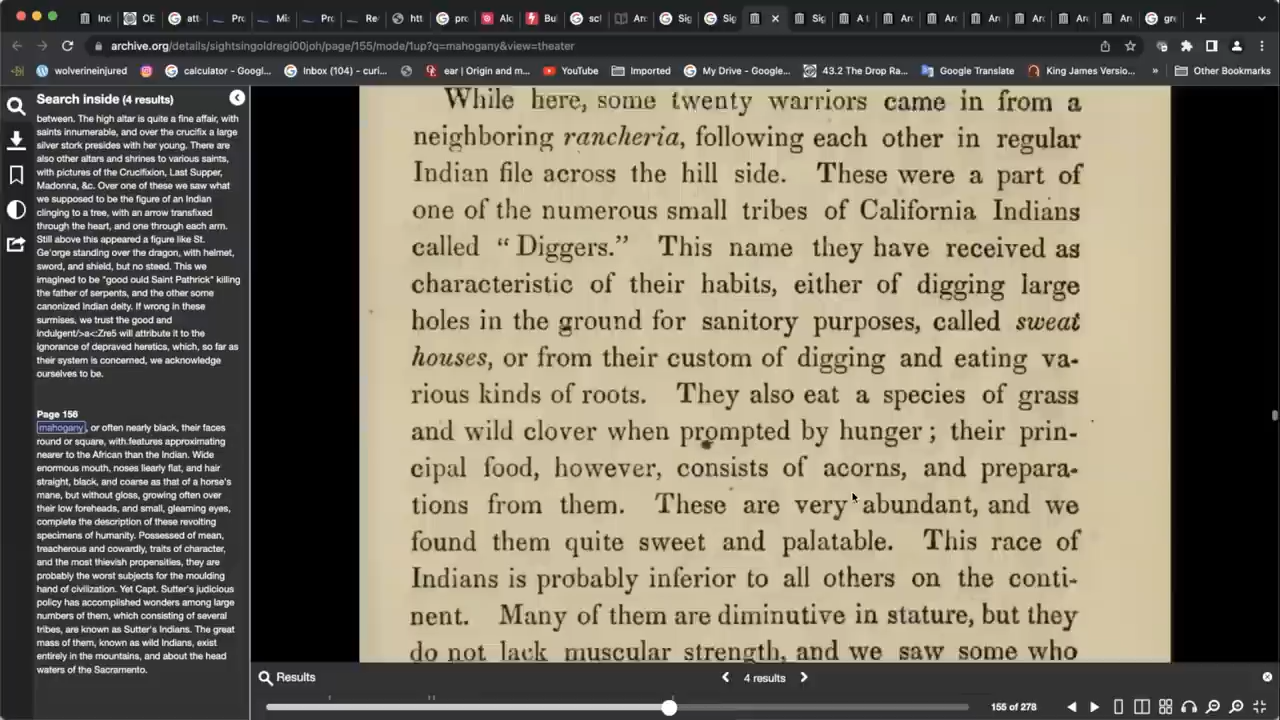 In OE att Pro Mis Pro Re htt pro Alo Bul scl Arc Sig Sig Sig A t Arc Arc Arc Arc Arc Arc gre
archive.org/details/sightsingoldregi00joh/page/155/mode/1up?q=mahogany&view=theater
wolverineinjured calculator - Googl... Inbox (104) - curi... ear | Origin and m... YouTube Imported My Drive - Google... 43.2 The Drop Ra... Google Translate King James Versio... » Other Bookmarks
Search inside (4 results)
between. The high altar is quite a fine affair, with
saints innumerable, and over the crucifix a large
silver stork presides with her young. There are
also other altars and shrines to various saints,
with pictures of the Crucifixion, Last Supper,
Madonna, &c. Over one of these we saw what
we supposed to be the figure of an Indian
clinging to a tree, with an arrow transfixed
through the heart, and one through each arm.
Still above this appeared a figure like St.
Ge'orge standing over the dragon, with helmet,
sword, and shield, but no steed. This we
imagined to be "good ould Saint Pathrick" killing
the father of serpents, and the other some
canonized Indian deity. If wrong in these
surmises, we trust the good and
Indulgent/>a<:Zre5 will attribute it to the
ignorance of depraved heretics, which, so far as
their system is concerned, we acknowledge
ourselves to be.
Page 156
mahogany, or often nearly black, their faces
round or square, with.features approximating
nearer to the African than the Indian. Wide
enormous mouth, noses liearly flat, and hair
straight, black, and coarse as that of a horse's
mane, but without gloss, growing often over
their low foreheads, and small, gleaming eyes,
complete the description of these revolting
specimens of humanity. Possessed of mean,
treacherous and cowardly, traits of character,
and the most thievish propensities, they are
probably the worst subjects for the moulding
hand of civilization. Yet Capt. Sutter's judicious
policy has accomplished wonders among large
numbers of them, which consisting of several
tribes, are known as Sutter's Indians. The great
mass of them, known as wild Indians, exist
entirely in the mountains, and about the head
waters of the Sacramento.
While here, some twenty warriors came in from a
neighboring rancheria, following each other in regular
Indian file across the hill side. These were a part of
one of the numerous small tribes of California Indians
called “ Diggers.” This name they have received as
characteristic of their habits, either of digging large
holes in the ground for sanitory purposes, called sweat
houses, or from their custom of digging and eating va-
rious kinds of roots. They also eat a species of grass
and wild clover when prompted by hunger ; their prin-
cipal food, however, consists of acorns, and prepara-
tions from them. These are very abundant, and we
found them quite sweet and palatable. This race of
Indians is probably inferior to all others on the conti-
nent. Many of them are diminutive in stature, but they
do not lack muscular strength, and we saw some who
Results
4 results
155 of 278